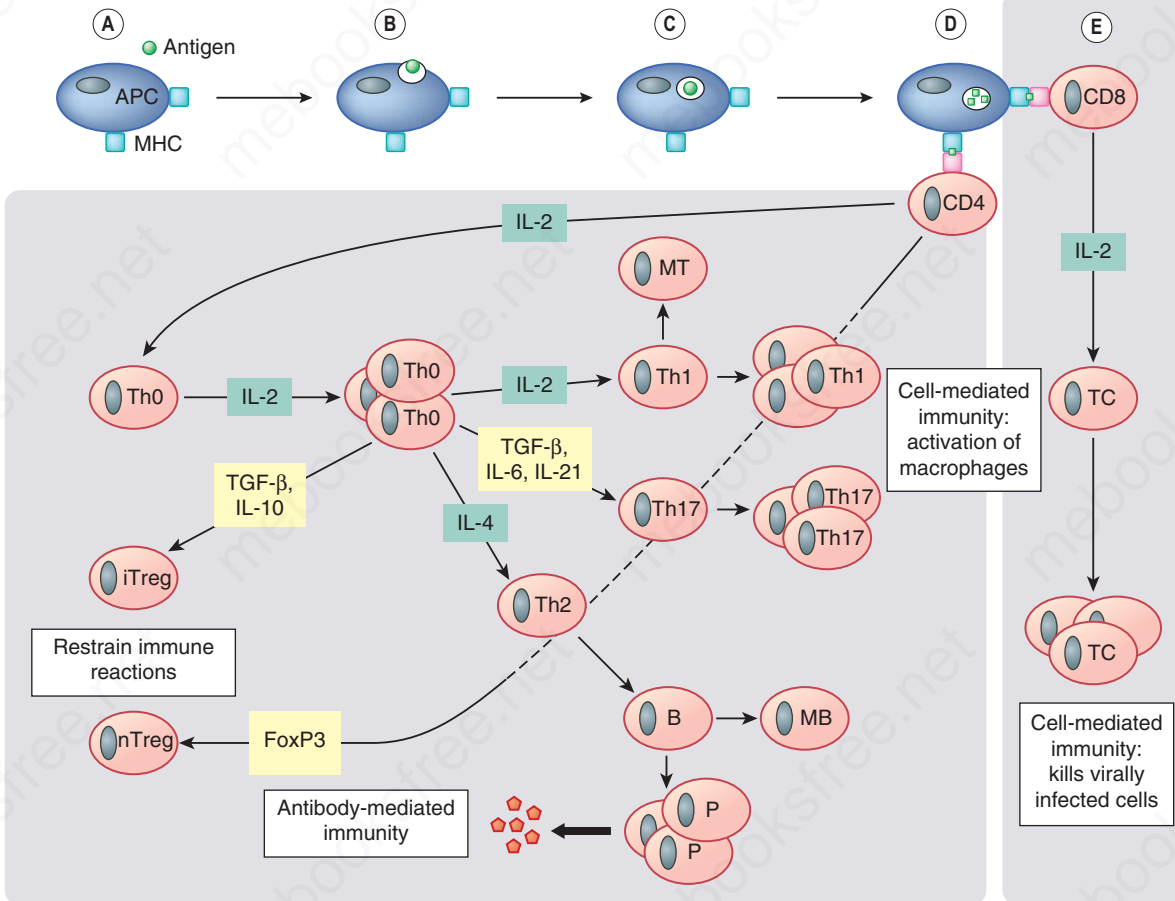 A
B
C
D
E
Antigen
APC
MHC
CD8
CD4
IL-2
MT
IL-2
Th0
IL-2
Th0
Th0
IL-2
Th1
Th1
TC
Cell-mediated
immunity:
activation of
macrophages
TGF-β,
IL-6, IL-21
TGF-β,
IL-10
IL-4
Th17
Th17
Th17
iTreg
Th2
Restrain immune
reactions
TC
nTreg
FoxP3
B
MB
Cell-mediated
immunity:
kills virally
infected cells
Antibody-mediated
immunity
P
P
mebooksfree.net